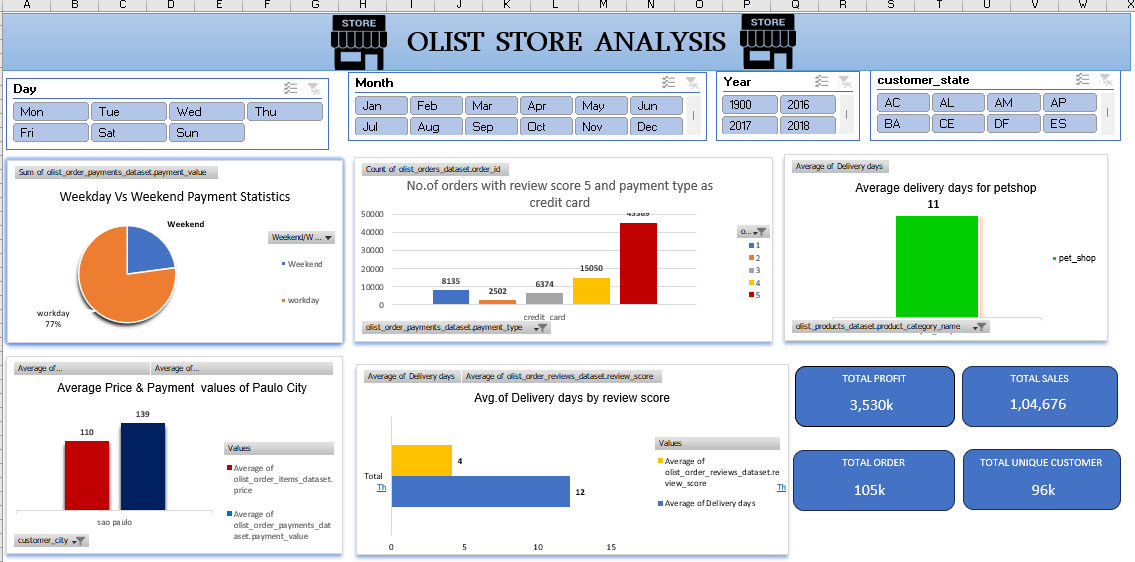 A B C D E F G H I J K L M N O P Q R S T U V W X
STORE
OLIST STORE ANALYSIS
STORE
Day
Mon Tue Wed Thu
Fri Sat Sun
Month
Jan Feb Mar Apr May Jun
Jul Aug Sep Oct Nov Dec
Year
1900 2016
2017 2018
customer_state
AC AL AM AP
BA CE DF ES
Sum of olist_order_payments_dataset.payment_value
Weekday Vs Weekend Payment Statistics
Weekend
workday
77%
Weekend/W ...
Weekend
workday
Count of olist_orders_dataset.order_id
No.of orders with review score 5 and payment type as
credit card
50000
40000
30000
20000
10000
0
8135
2502
6374
15050
credit_card
olist_order_payments_dataset.payment_type
o...
1
2
3
4
5
Average of Delivery days
Average delivery days for petshop
11
pet_shop
olist_products_dataset.product_category_name
Average of... Average of...
Average Price & Payment values of Paulo City
110
139
sao paulo
customer_city
Values
Average of
olist_order_items_dataset.
price
Average of
olist_order_payments_dat
aset.payment_value
Average of Delivery days Average of olist_order_reviews_dataset.review_score
Avg.of Delivery days by review score
Total
Th
4
12
0 5 10 15
Values
Average of
olist_order_reviews_dataset.re
view_score
Th
Average of Delivery days
TOTAL PROFIT
3,530k
TOTAL SALES
1,04,676
TOTAL ORDER
105k
TOTAL UNIQUE CUSTOMER
96k